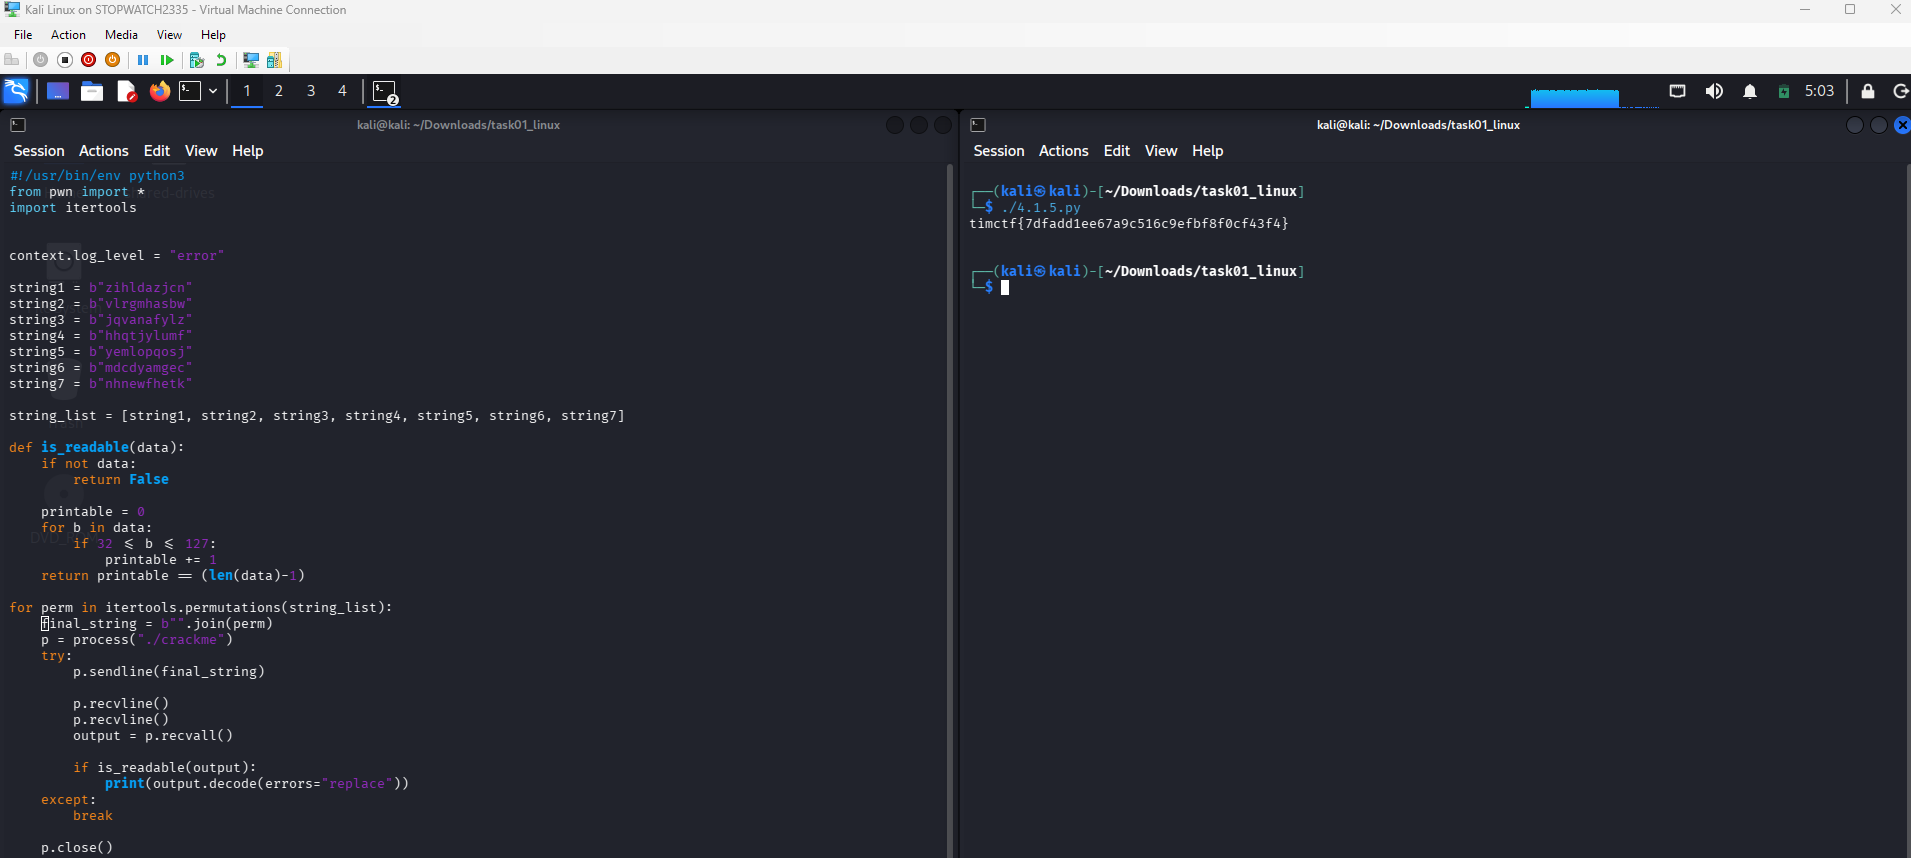 Kali Linux on STOPWATCH2335 - Virtual Machine Connection
File Action Media View Help
1 2 3 4 2 5:03
kali@kali: ~/Downloads/task01_linux
Session Actions Edit View Help
#!/usr/bin/env python3
from pwn import *
import itertools
context.log_level = "error"
string1 = b"zihldazjcn"
string2 = b"vlrgmhasbw"
string3 = b"jqvanafylz"
string4 = b"hhqtjylumf"
string5 = b"yemlopqosj"
string6 = b"mdcdyamgec"
string7 = b"nhnewfhetk"
string_list = [string1, string2, string3, string4, string5, string6, string7]
def is_readable(data):
    if not data:
        return False
    printable = 0
    for b in data:
        if 32 <= b <= 127:
            printable += 1
    return printable == (len(data)-1)
for perm in itertools.permutations(string_list):
    final_string = b"".join(perm)
    p = process("./crackme")
    try:
        p.sendline(final_string)
        p.recvline()
        p.recvline()
        output = p.recvall()
        if is_readable(output):
            print(output.decode(errors="replace"))
    except:
        break
    p.close()
kali@kali: ~/Downloads/task01_linux
Session Actions Edit View Help
┌──(kali㉿kali)-[~/Downloads/task01_linux]
└─$ ./4.1.5.py
timctf{7dfadd1ee67a9c516c9efbf8f0cf43f4}
┌──(kali㉿kali)-[~/Downloads/task01_linux]
└─$